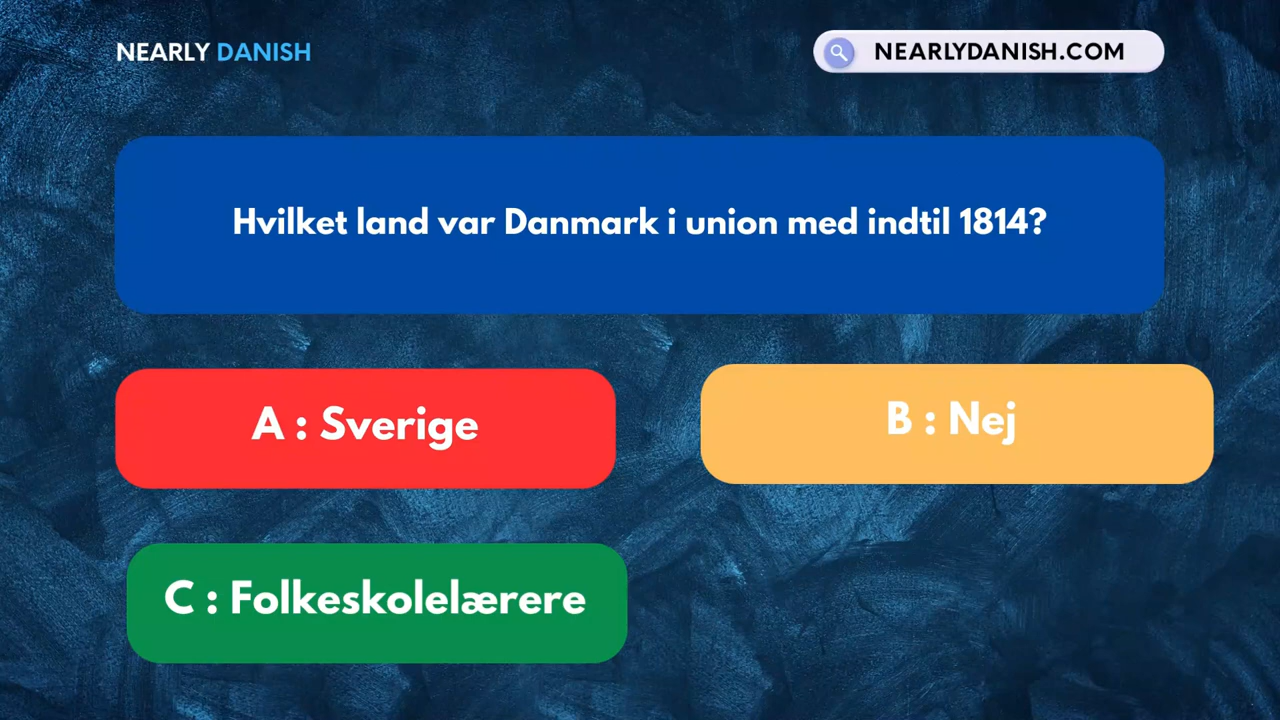 NEARLY DANISH
NEARLYDANISH.COM
Hvilket land var Danmark i union med indtil 1814?
A : Sverige
B : Nej
C : Folkeskolelærere